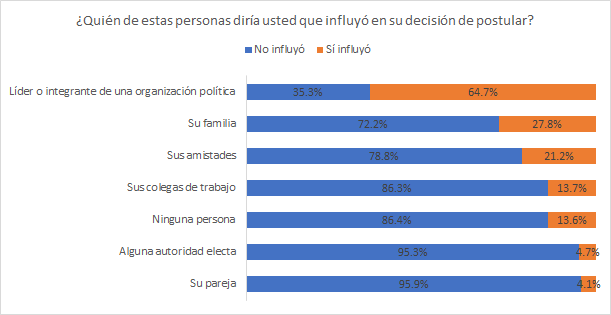 ¿Quién de estas personas diría usted que influyó en su decisión de postular?
No influyó Sí influyó
Líder o integrante de una organización política 35.3% 64.7%
Su familia 72.2% 27.8%
Sus amistades 78.8% 21.2%
Sus colegas de trabajo 86.3% 13.7%
Ninguna persona 86.4% 13.6%
Alguna autoridad electa 95.3% 4.7%
Su pareja 95.9% 4.1%